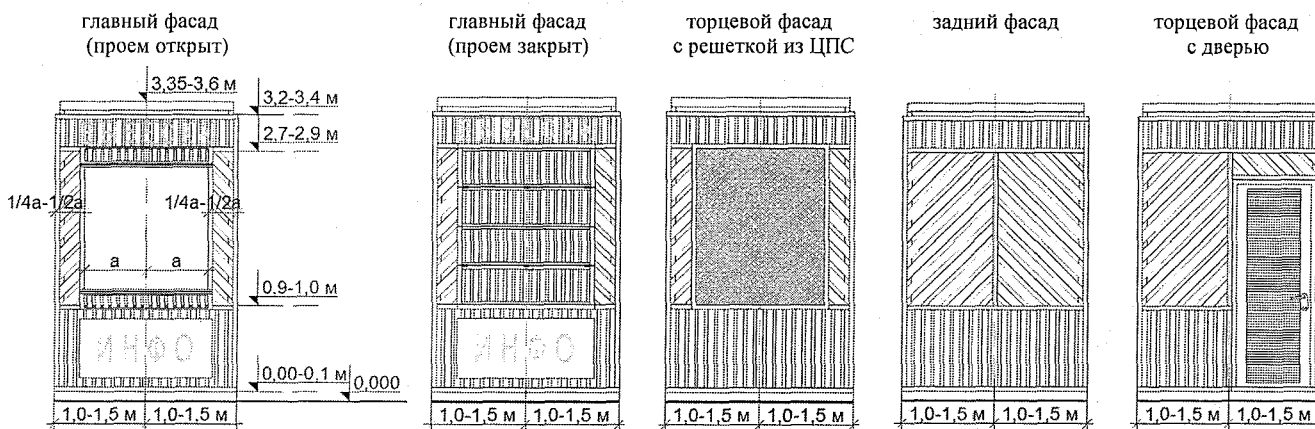 главный фасад
(проем открыт)
главный фасад
(проем закрыт)
торцевой фасад
с решеткой из ЦПС
задний фасад
торцевой фасад
с дверью
3,35-3,6 м
3,2-3,4 м
2,7-2,9 м
1/4а-1/2а
1/4а-1/2а
а
а
0,9-1,0 м
ИНФО
ИНФО
0,00-0,1 м
0,000
1,0-1,5 м
1,0-1,5 м
1,0-1,5 м
1,0-1,5 м
1,0-1,5 м
1,0-1,5 м
1,0-1,5 м
1,0-1,5 м
1,0-1,5 м
1,0-1,5 м